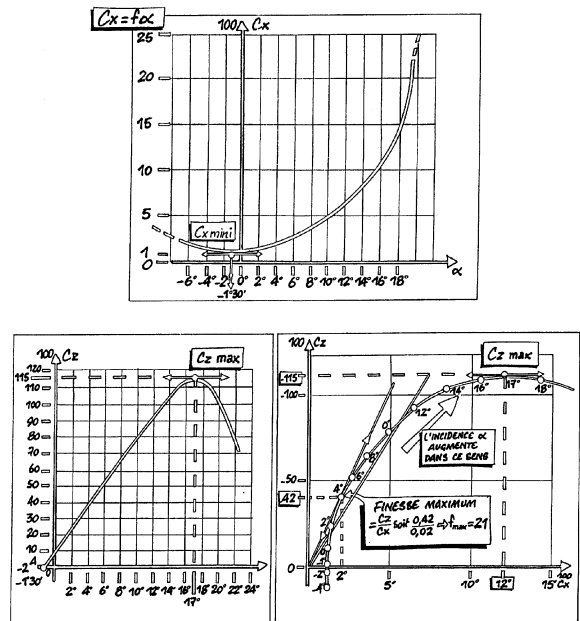 Cx = fα
100 Cx
25
20
15
10
5
1
0
Cx mini
-6° -4° -2° 0° 2° 4° 6° 8° 10° 12° 14° 16° 18°
α
-1°30'
100 Cz
Cz max
120
115
110
100
90
80
70
60
50
40
30
20
10
-2°
-1°30'
2° 4° 6° 8° 10° 12° 14° 16° 18° 20° 22° 24°
17°
100 Cz
Cz max
115
100
14° 16° 17° 18°
12°
L'INCIDENCE α
AUGMENTE
DANS CE SENS
8°
6°
50
42
4°
FINESSE MAXIMUM
= Cz/Cx soit 0,42/0,02 ⇒ fmax = 21
2°
0
2° 5° 10° 12° 15°
100 Cx